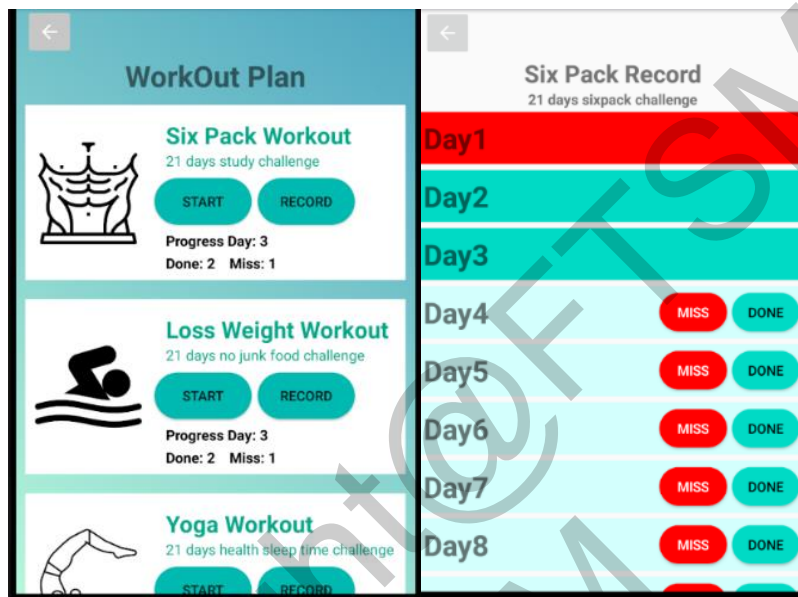 WorkOut Plan
Six Pack Workout
21 days study challenge
START RECORD
Progress Day: 3
Done: 2 Miss: 1
Loss Weight Workout
21 days no junk food challenge
START RECORD
Progress Day: 3
Done: 2 Miss: 1
Yoga Workout
21 days health sleep time challenge
START RECORD
Six Pack Record
21 days sixpack challenge
Day1
Day2
Day3
Day4 MISS DONE
Day5 MISS DONE
Day6 MISS DONE
Day7 MISS DONE
Day8 MISS DONE